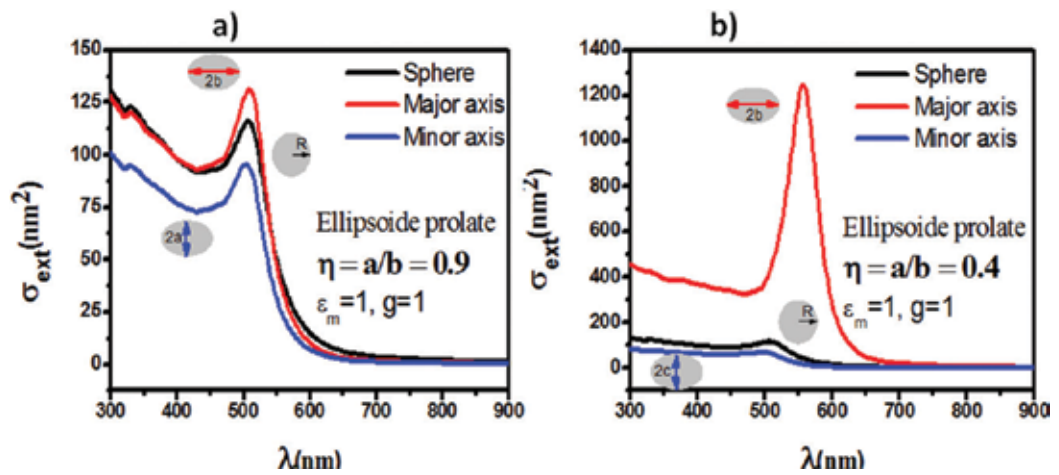 a)
150
125
100
75
50
25
0
σext(nm²)
300 400 500 600 700 800 900
λ(nm)
2b
Sphere
Major axis
Minor axis
R
2a
Ellipsoide prolate
η = a/b = 0.9
εm=1, g=1
b)
1400
1200
1000
800
600
400
200
0
σext(nm²)
300 400 500 600 700 800 900
λ(nm)
Sphere
Major axis
Minor axis
2b
Ellipsoide prolate
η = a/b = 0.4
εm=1, g=1
R
2c